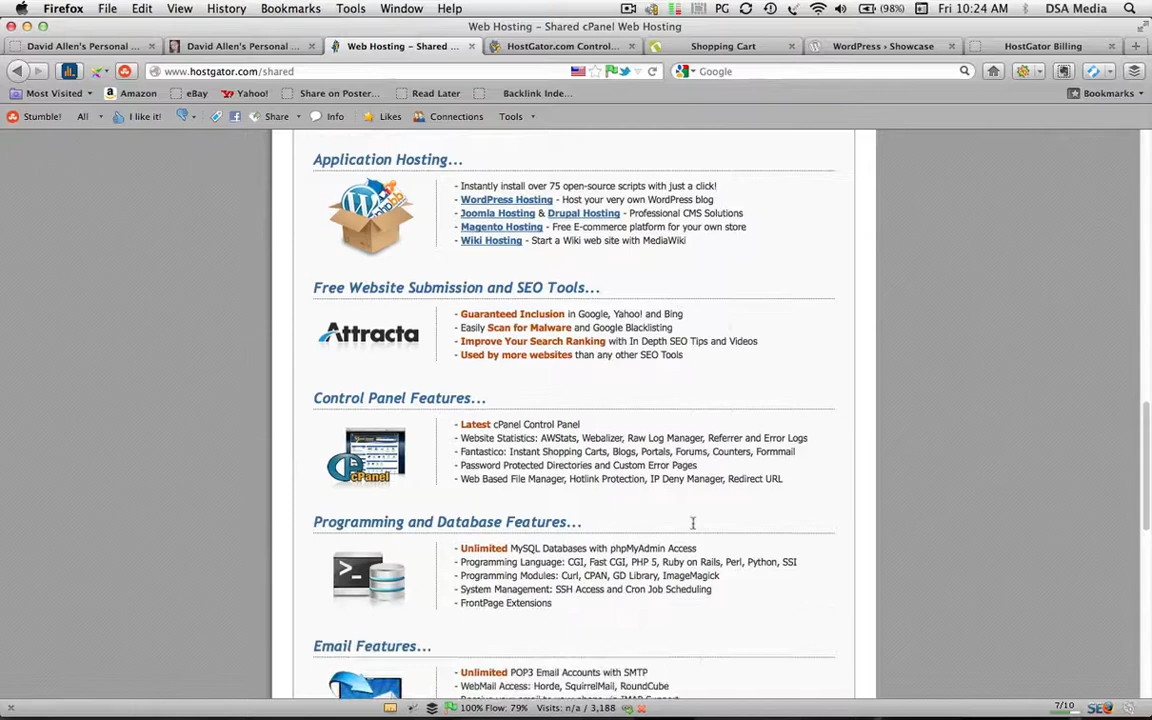 Firefox File Edit View History Bookmarks Tools Window Help PG (98%) Fri 10:24 AM DSA Media
Web Hosting – Shared cPanel Web Hosting
David Allen's Personal ... David Allen's Personal ... Web Hosting – Shared ... HostGator.com Control... Shopping Cart WordPress › Showcase HostGator Billing
www.hostgator.com/shared Google
Most Visited Amazon eBay Yahoo! Share on Poster... Read Later Backlink Inde... Bookmarks
Stumble! All I like it! Share Info Likes Connections Tools
Application Hosting...
- Instantly install over 75 open-source scripts with just a click!
- WordPress Hosting - Host your very own WordPress blog
- Joomla Hosting & Drupal Hosting - Professional CMS Solutions
- Magento Hosting - Free E-commerce platform for your own store
- Wiki Hosting - Start a Wiki web site with MediaWiki
phpBB
Free Website Submission and SEO Tools...
Attracta
- Guaranteed Inclusion in Google, Yahoo! and Bing
- Easily Scan for Malware and Google Blacklisting
- Improve Your Search Ranking with In Depth SEO Tips and Videos
- Used by more websites than any other SEO Tools
Control Panel Features...
cPanel
- Latest cPanel Control Panel
- Website Statistics: AWStats, Webalizer, Raw Log Manager, Referrer and Error Logs
- Fantastico: Instant Shopping Carts, Blogs, Portals, Forums, Counters, Formmail
- Password Protected Directories and Custom Error Pages
- Web Based File Manager, Hotlink Protection, IP Deny Manager, Redirect URL
Programming and Database Features...
- Unlimited MySQL Databases with phpMyAdmin Access
- Programming Language: CGI, Fast CGI, PHP 5, Ruby on Rails, Perl, Python, SSI
- Programming Modules: Curl, CPAN, GD Library, ImageMagick
- System Management: SSH Access and Cron Job Scheduling
- FrontPage Extensions
Email Features...
- Unlimited POP3 Email Accounts with SMTP
- WebMail Access: Horde, SquirrelMail, RoundCube
100% Flow: 79% Visits: n/a / 3,188 7/10 SEO